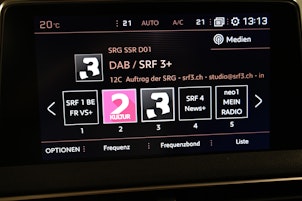 20°C 21 AUTO A/C 21 13:13
Medien
SRG SSR D01
3 DAB / SRF 3+
12C Auftrag der SRG - srf3.ch - studio@srf3.ch - in
SRF 1 BE FR VS+
2 KULTUR
3
SRF 4 News+
neo1 MEIN RADIO
1 2 3 4 5
OPTIONEN Frequenz Frequenzband Liste